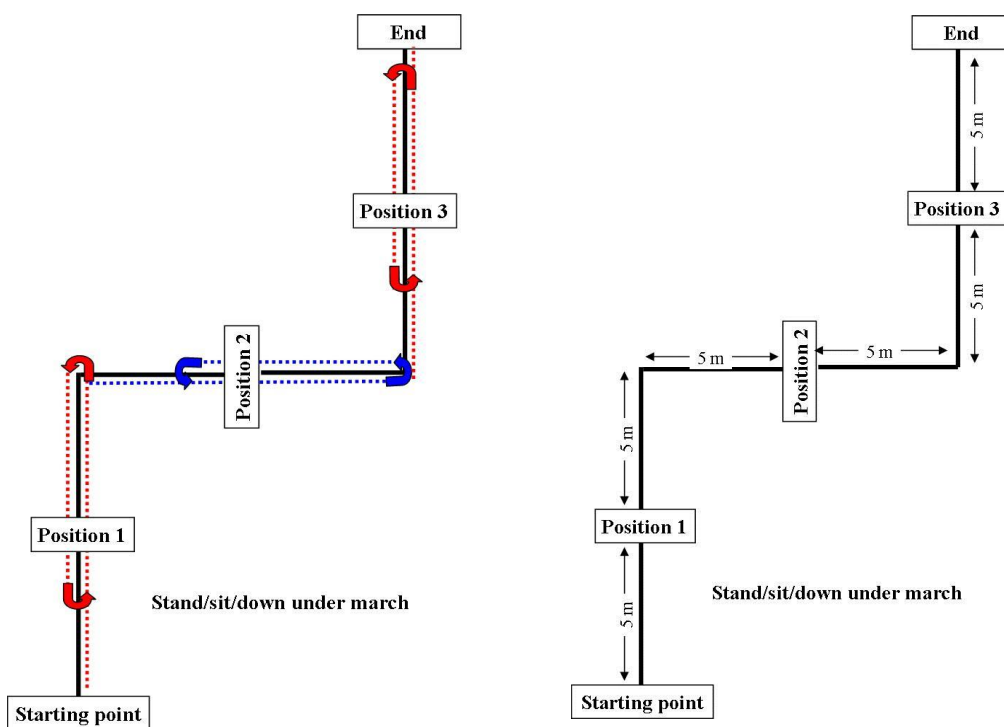 End
Position 3
Position 2
Position 1
Stand/sit/down under march
Starting point
End
5 m
Position 3
5 m
5 m
Position 2
5 m
5 m
Position 1
5 m
Stand/sit/down under march
Starting point